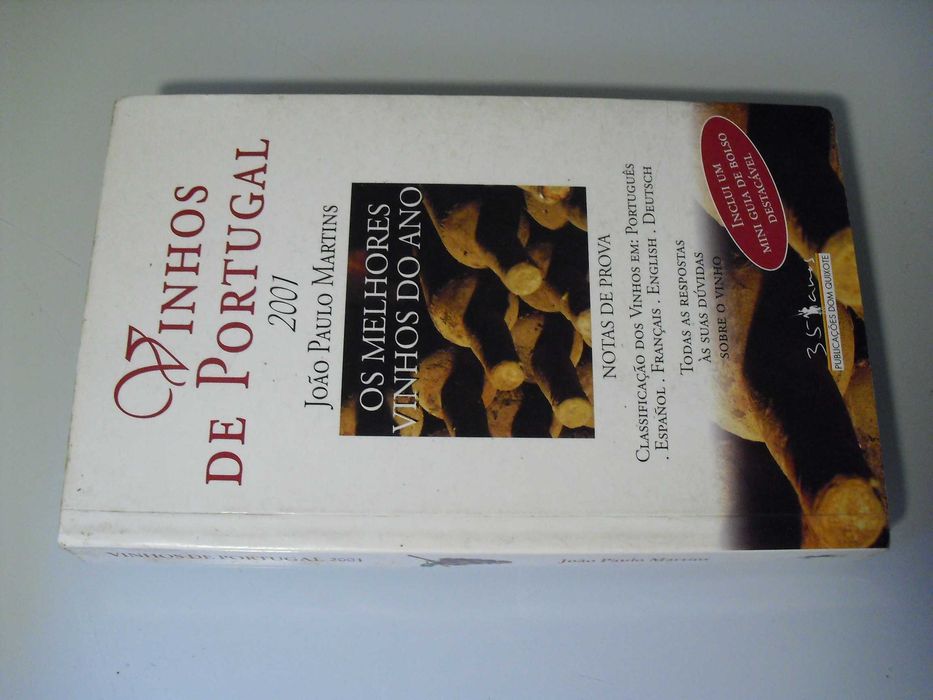 VINHOS
DE PORTUGAL
2001
JOÃO PAULO MARTINS
OS MELHORES
VINHOS DO ANO
NOTAS DE PROVA
CLASSIFICAÇÃO DOS VINHOS EM: PORTUGUÊS
. ESPAÑOL . FRANÇAIS . ENGLISH . DEUTSCH
TODAS AS RESPOSTAS
ÀS SUAS DÚVIDAS
SOBRE O VINHO
INCLUI UM
MINI GUIA DE BOLSO
DESTACÁVEL
35 anos
PUBLICAÇÕES DOM QUIXOTE
VINHOS DE PORTUGAL 2001
João Paulo Martins